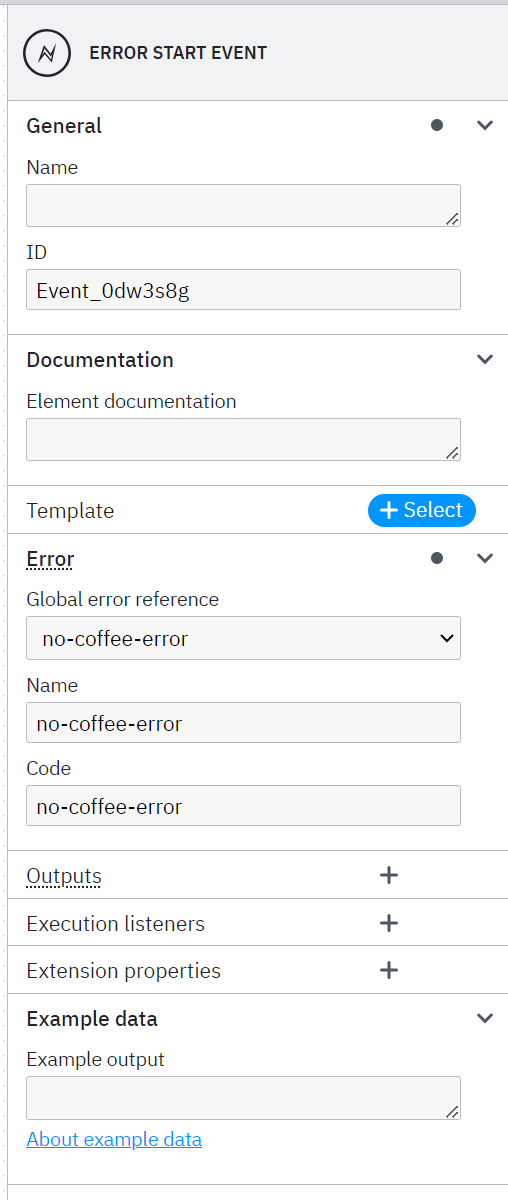 ERROR START EVENT
General
Name
ID
Event_0dw3s8g
Documentation
Element documentation
Template
Select
Error
Global error reference
no-coffee-error
Name
no-coffee-error
Code
no-coffee-error
Outputs
Execution listeners
Extension properties
Example data
Example output
About example data